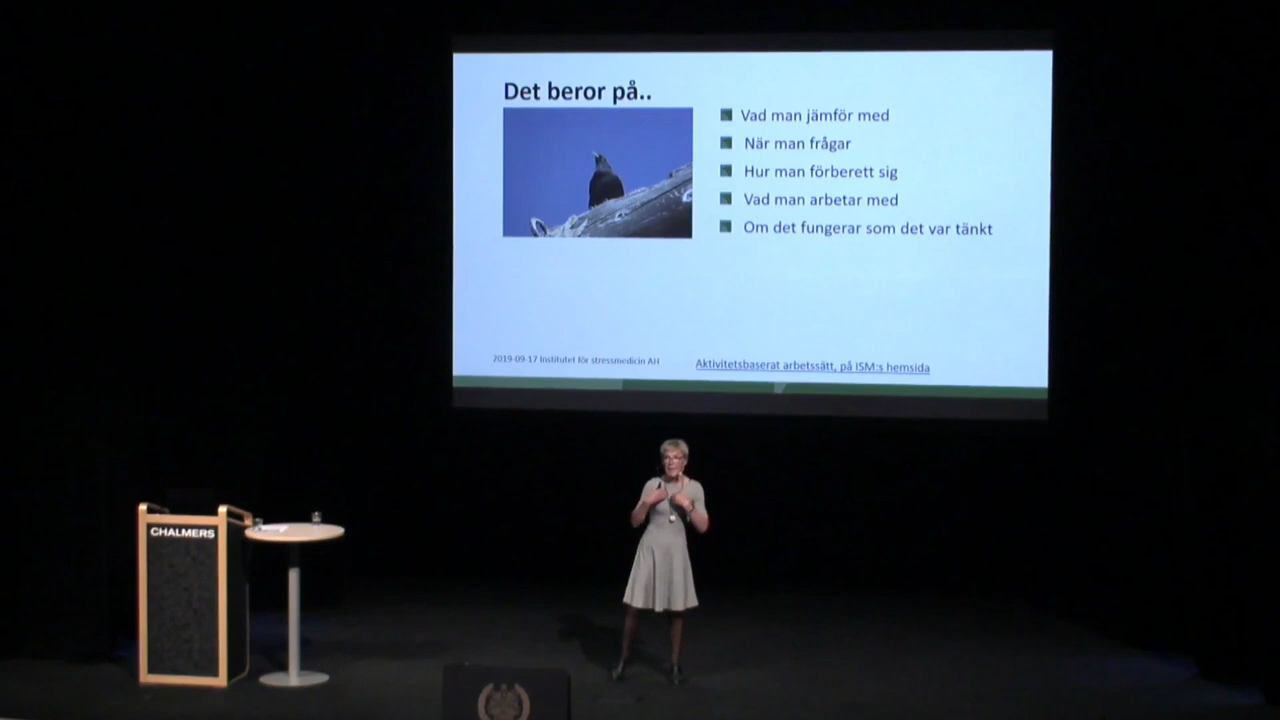 Det beror på..
Vad man jämför med
När man frågar
Hur man förberett sig
Vad man arbetar med
Om det fungerar som det var tänkt
2019-09-17 Institutet för stressmedicin AH
Aktivitetsbaserat arbetssätt, på ISM:s hemsida
CHALMERS